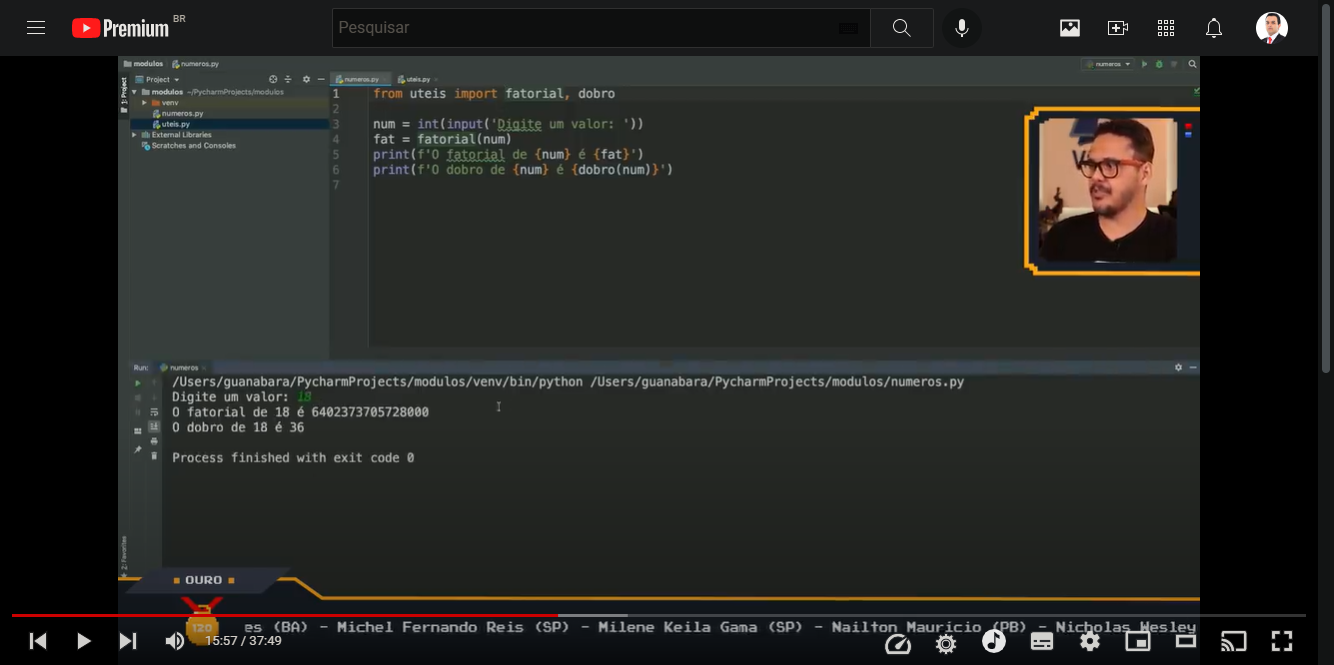 Premium BR
Pesquisar
modulos numeros.py
Project
numeros.py uteis.py
numeros
1: Project
modulos ~/PycharmProjects/modulos
venv
numeros.py
uteis.py
External Libraries
Scratches and Consoles
1 from uteis import fatorial, dobro
2
3 num = int(input('Digite um valor: '))
4 fat = fatorial(num)
5 print(f'O fatorial de {num} é {fat}')
6 print(f'O dobro de {num} é {dobro(num)}')
7
Run: numeros
/Users/guanabara/PycharmProjects/modulos/venv/bin/python /Users/guanabara/PycharmProjects/modulos/numeros.py
Digite um valor: 18
O fatorial de 18 é 6402373705728000
O dobro de 18 é 36
Process finished with exit code 0
2: Favorites
OURO
120
es (BA) - Michel Fernando Reis (SP) - Milene Keila Gama (SP) - Nailton Mauricio (PB) - Nicholas Wesley
15:57 / 37:49